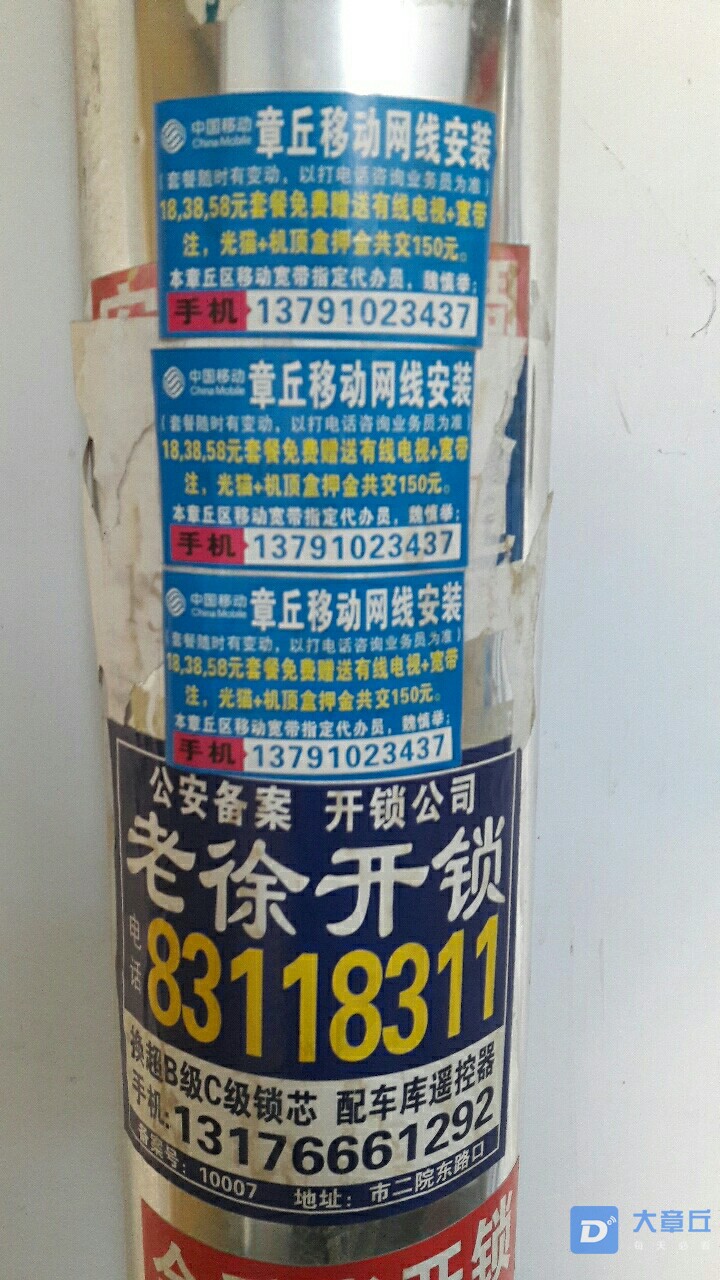 中国移动
China Mobile
章丘移动网线安装
(套餐随时有变动，以打电话咨询业务员为准)
18,38,58元套餐免费赠送有线电视+宽带
注，光猫+机顶盒押金共交150元。
本章丘区移动宽带指定代办员，魏慎举：
手机 13791023437
中国移动
China Mobile
章丘移动网线安装
(套餐随时有变动，以打电话咨询业务员为准)
18,38,58元套餐免费赠送有线电视+宽带
注，光猫+机顶盒押金共交150元。
本章丘区移动宽带指定代办员，魏慎举：
手机 13791023437
中国移动
China Mobile
章丘移动网线安装
(套餐随时有变动，以打电话咨询业务员为准)
18,38,58元套餐免费赠送有线电视+宽带
注，光猫+机顶盒押金共交150元。
本章丘区移动宽带指定代办员，魏慎举：
手机 13791023437
公安备案 开锁公司
老徐开锁
电话 83118311
换超B级C级锁芯 配车库遥控器
手机:13176661292
备案号：10007 地址：市二院东路口
开锁
大章丘